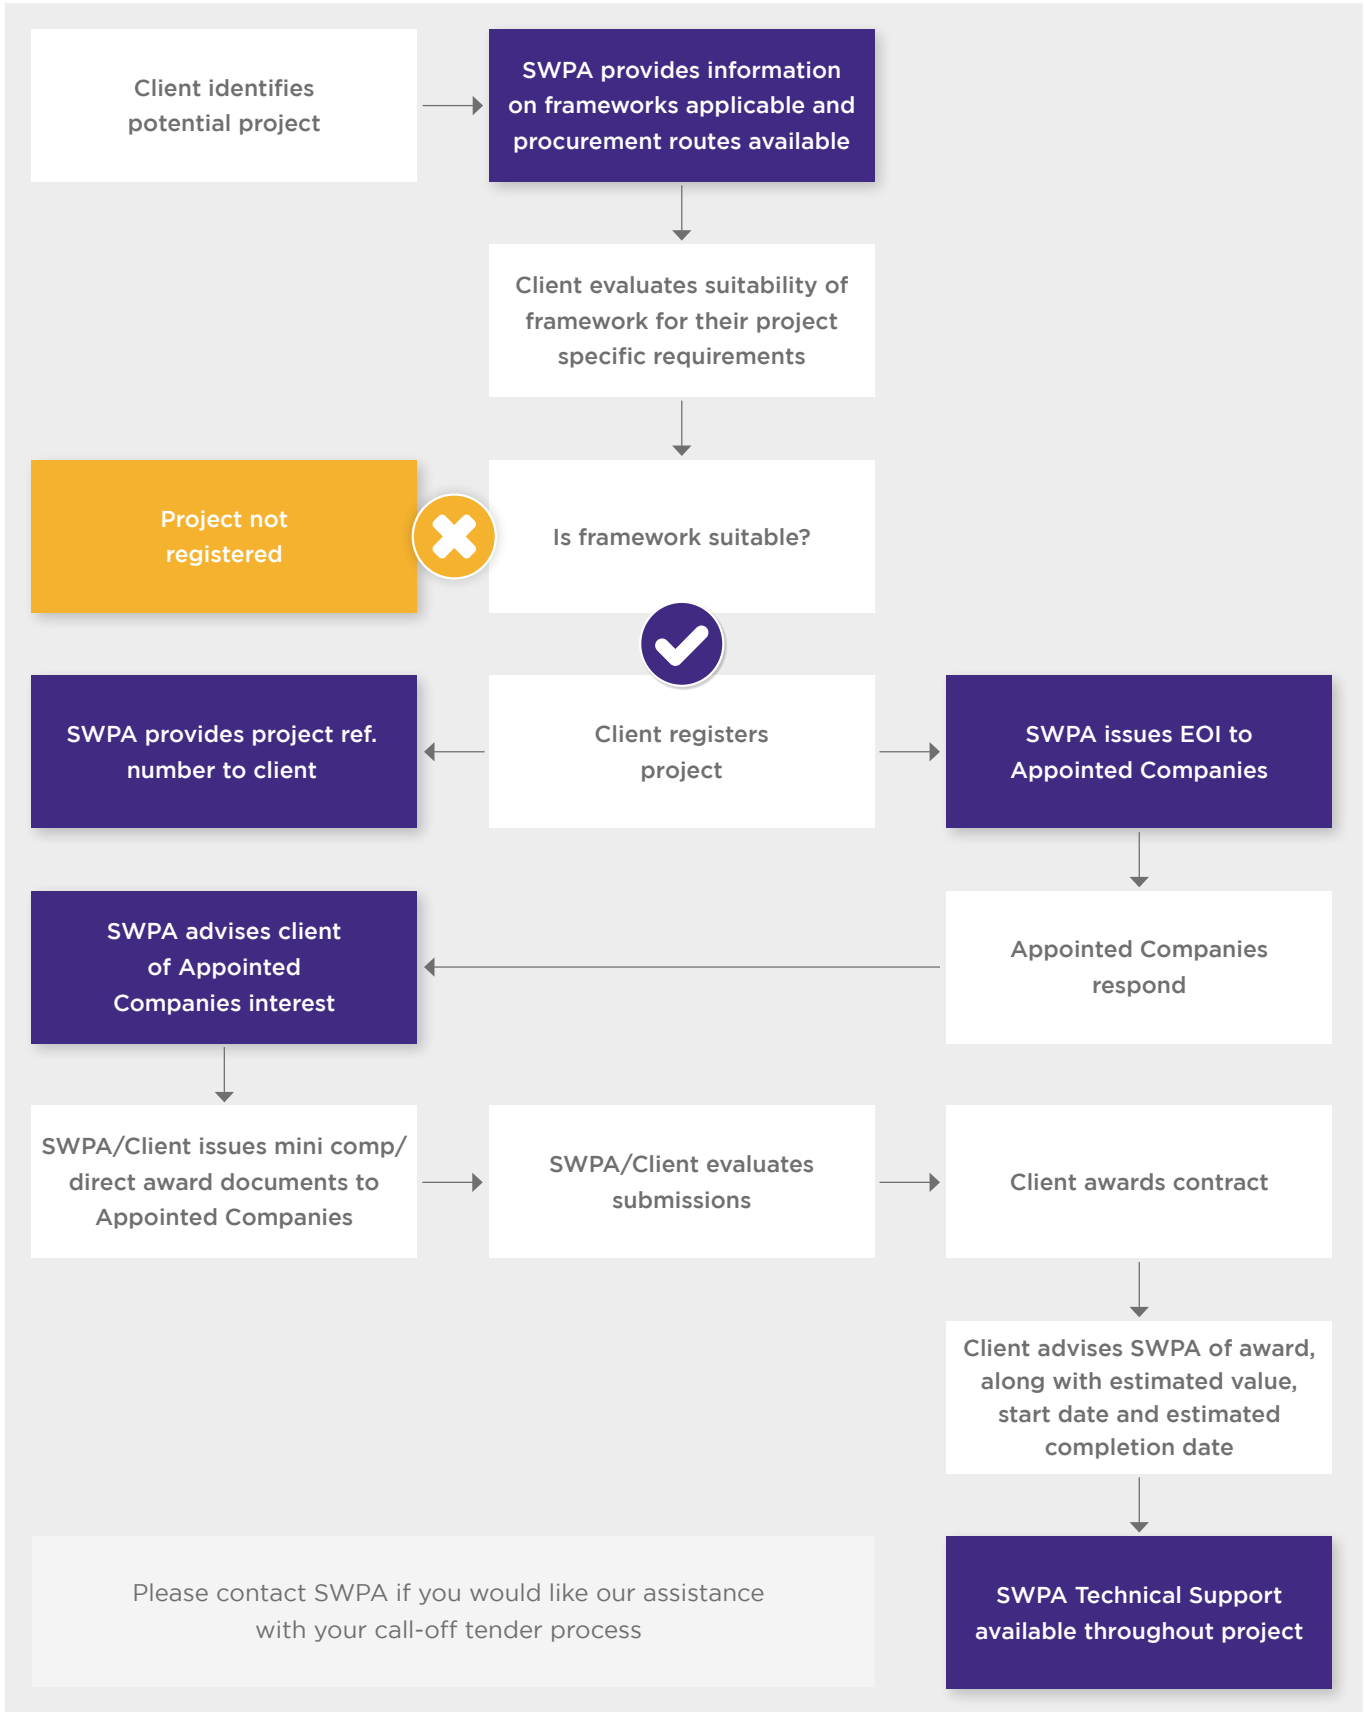 Client identifies
potential project
SWPA provides information
on frameworks applicable and
procurement routes available
Client evaluates suitability of
framework for their project
specific requirements
Project not
registered
Is framework suitable?
SWPA provides project ref.
number to client
Client registers
project
SWPA issues EOI to
Appointed Companies
SWPA advises client
of Appointed
Companies interest
Appointed Companies
respond
SWPA/Client issues mini comp/
direct award documents to
Appointed Companies
SWPA/Client evaluates
submissions
Client awards contract
Client advises SWPA of award,
along with estimated value,
start date and estimated
completion date
Please contact SWPA if you would like our assistance
with your call-off tender process
SWPA Technical Support
available throughout project